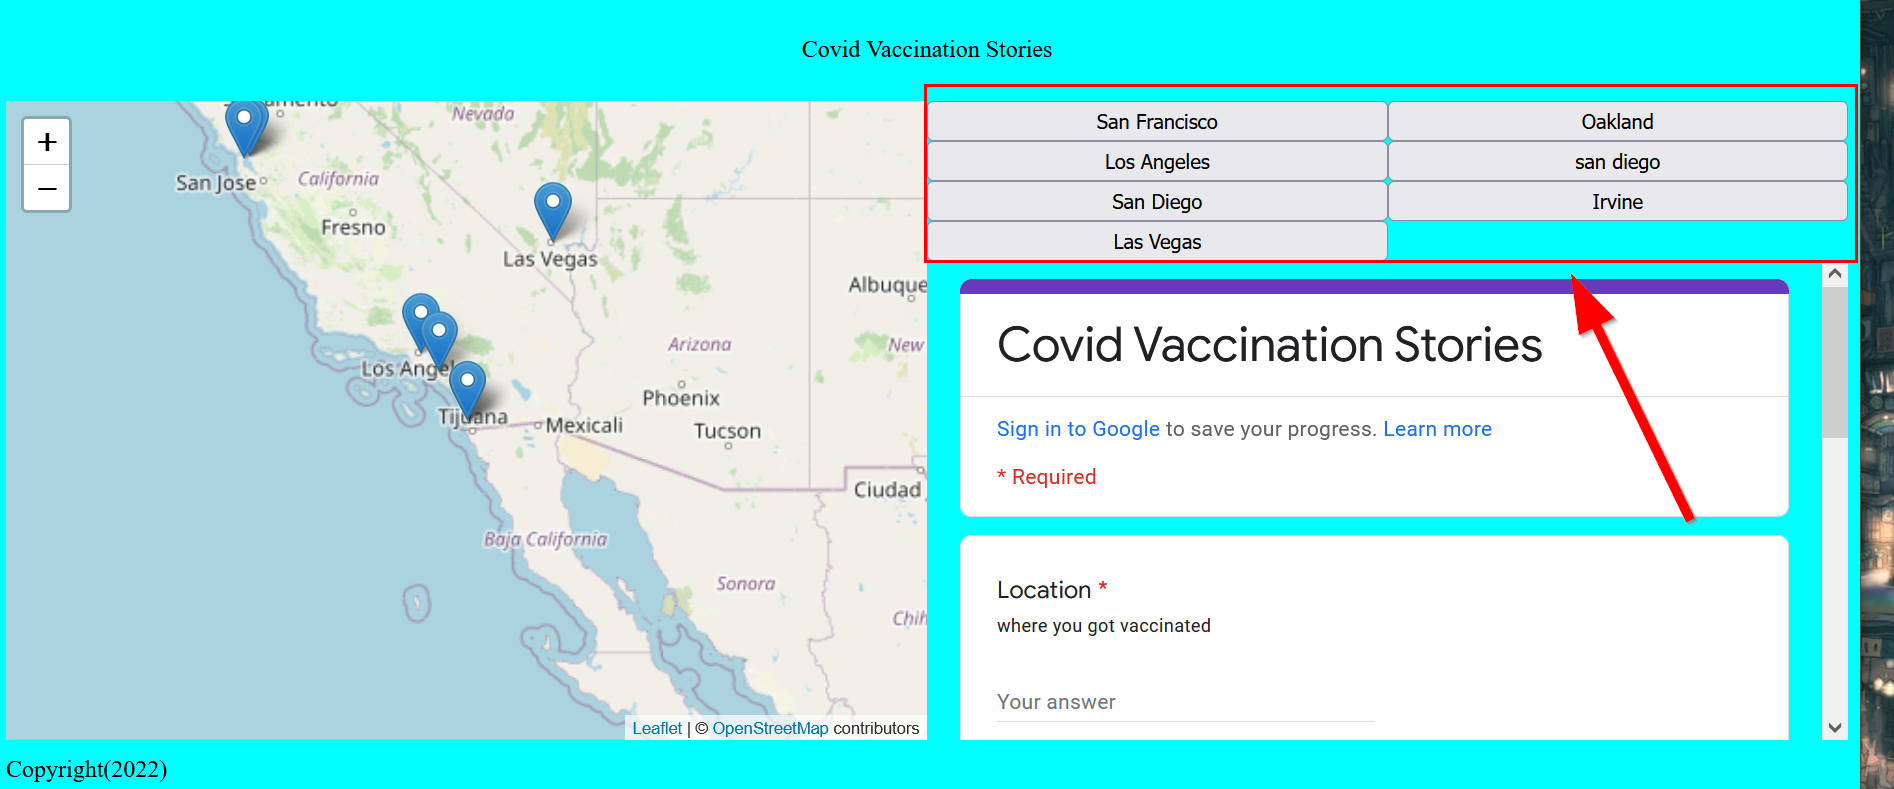 Covid Vaccination Stories
+
−
Nevada
San Jose
California
Fresno
Las Vegas
Albuque
Los Angel
Arizona
New
Phoenix
Tijuana
Mexicali
Tucson
Ciudad
Baja California
Sonora
Chih
Leaflet | © OpenStreetMap contributors
San Francisco
Oakland
Los Angeles
san diego
San Diego
Irvine
Las Vegas
Covid Vaccination Stories
Sign in to Google to save your progress. Learn more
* Required
Location *
where you got vaccinated
Your answer
Copyright(2022)